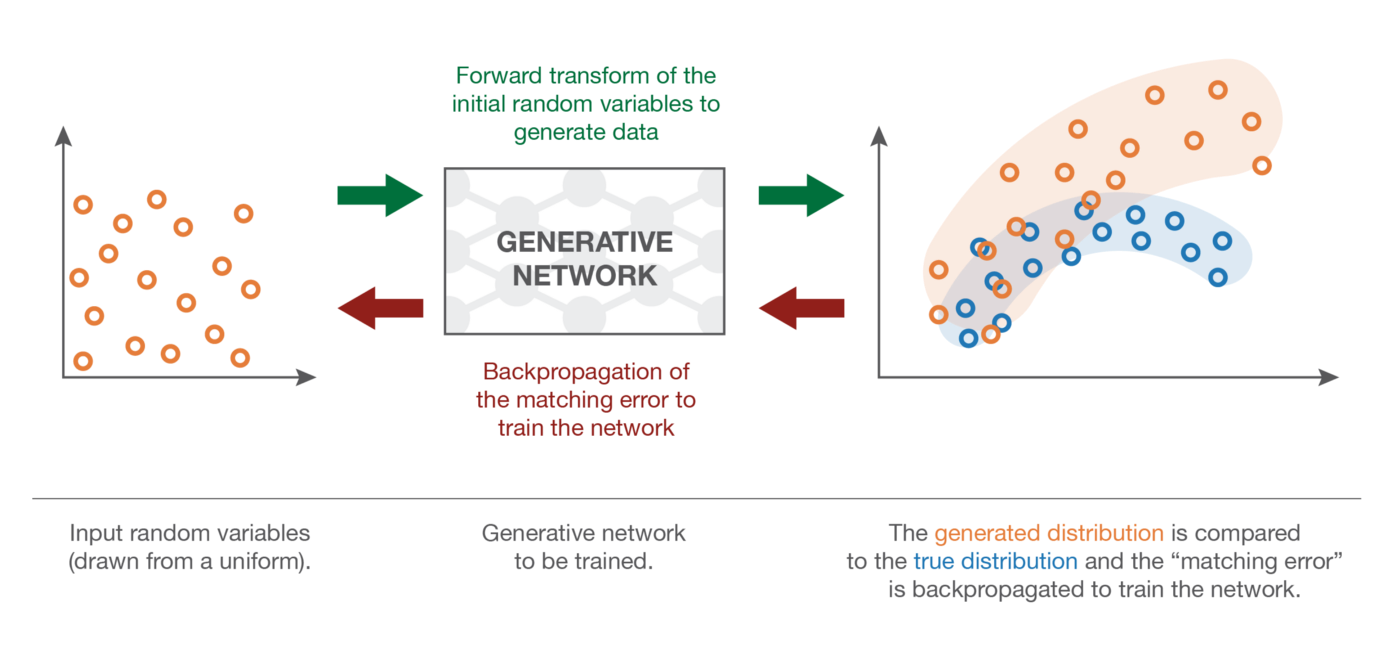 Forward transform of the
initial random variables to
generate data
GENERATIVE
NETWORK
Backpropagation of
the matching error to
train the network
Input random variables
(drawn from a uniform).
Generative network
to be trained.
The generated distribution is compared
to the true distribution and the “matching error”
is backpropagated to train the network.